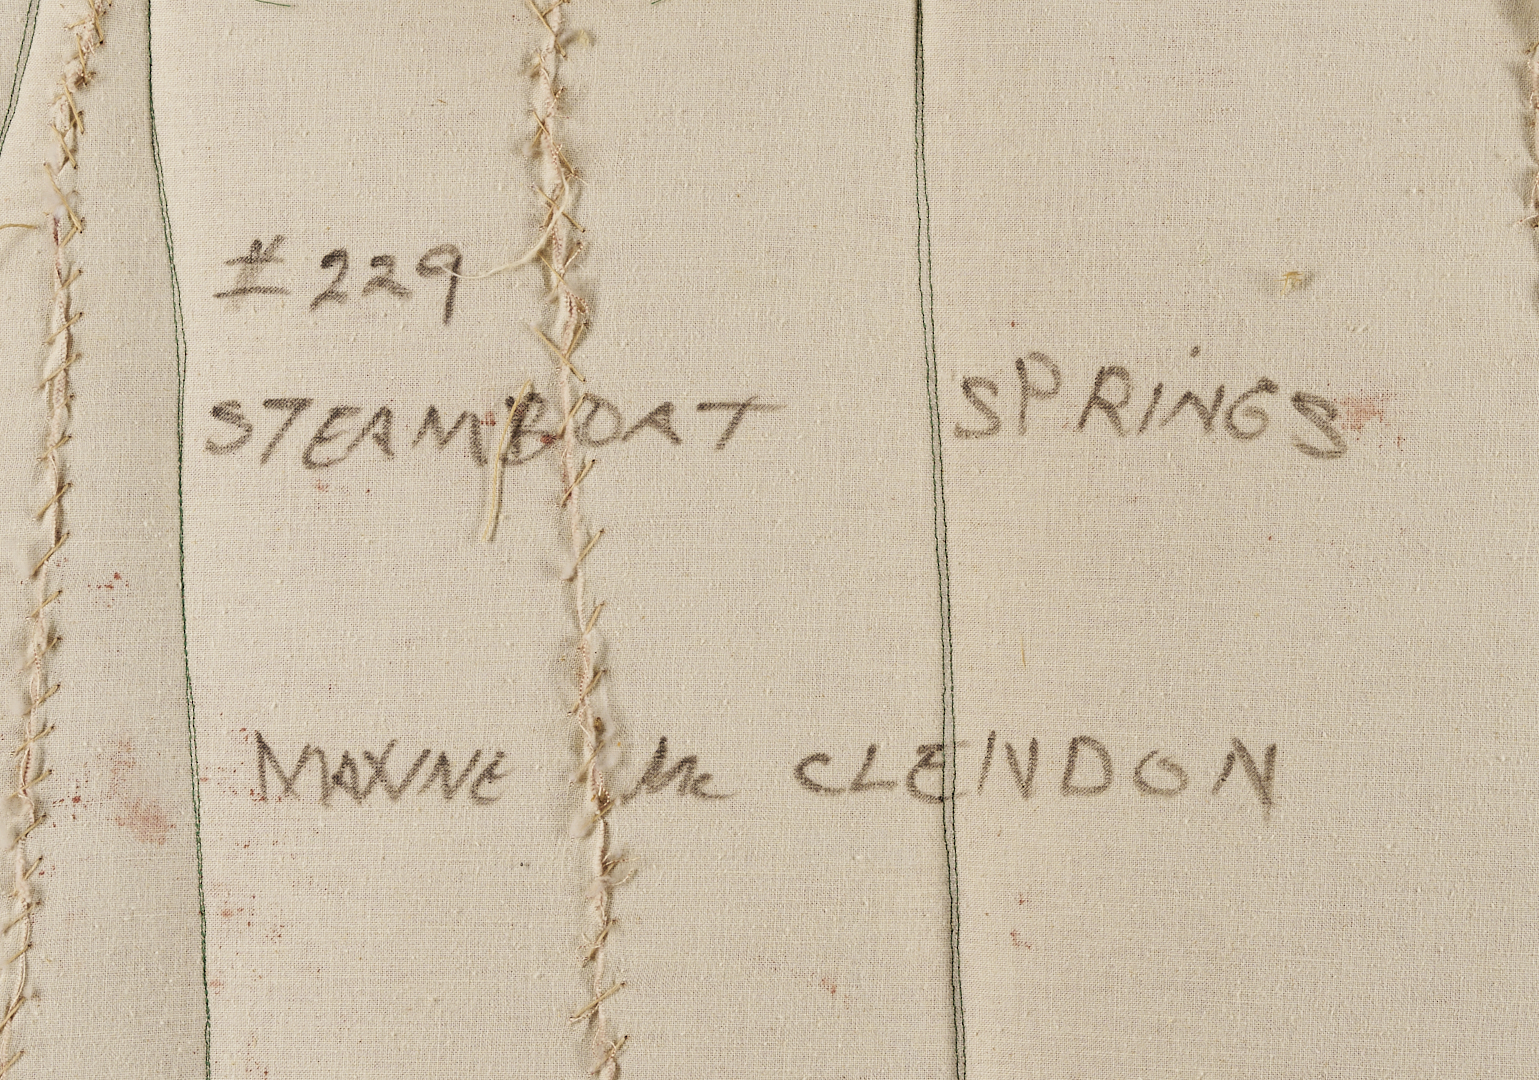 # 229
STEAMBOAT SPRINGS
MAXINE Mc CLENDON